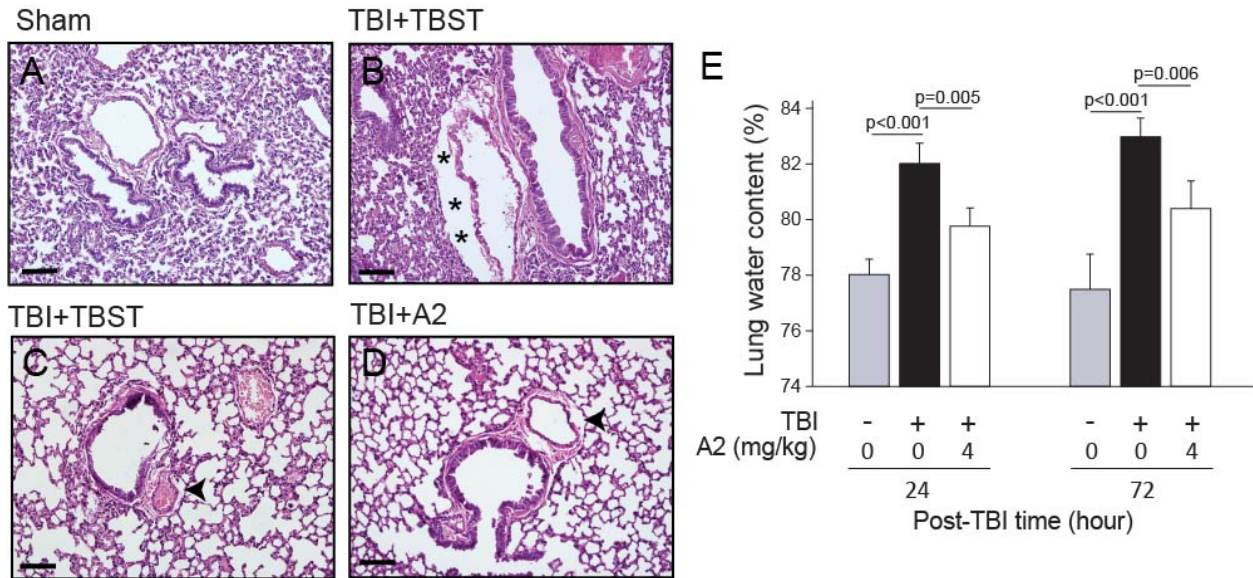 Sham
TBI+TBST
A
B
TBI+TBST
TBI+A2
C
D
E
Lung water content (%)
84
82
80
78
76
74
p<0.001
p=0.005
p<0.001
p=0.006
TBI - + + - + +
A2 (mg/kg) 0 0 4 0 0 4
24 72
Post-TBI time (hour)